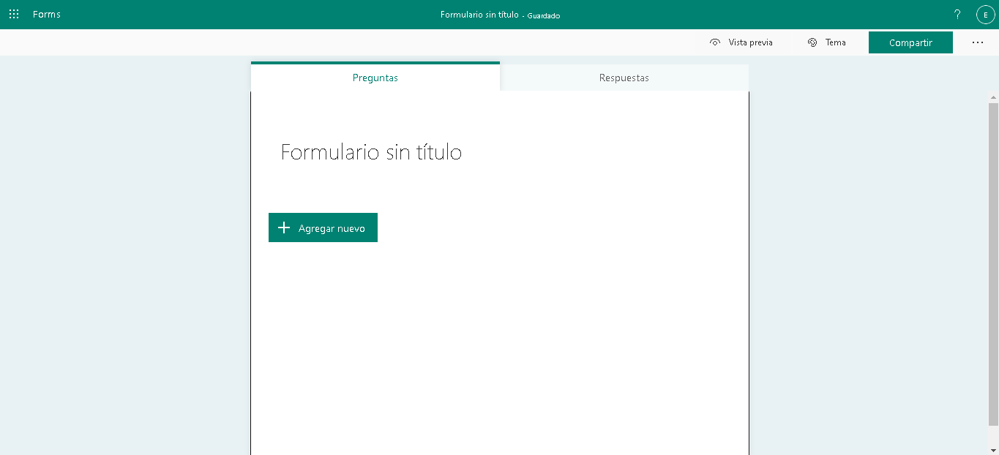 Forms
Formulario sin título - Guardado
?
E
Vista previa
Tema
Compartir
...
Preguntas
Respuestas
Formulario sin título
Agregar nuevo